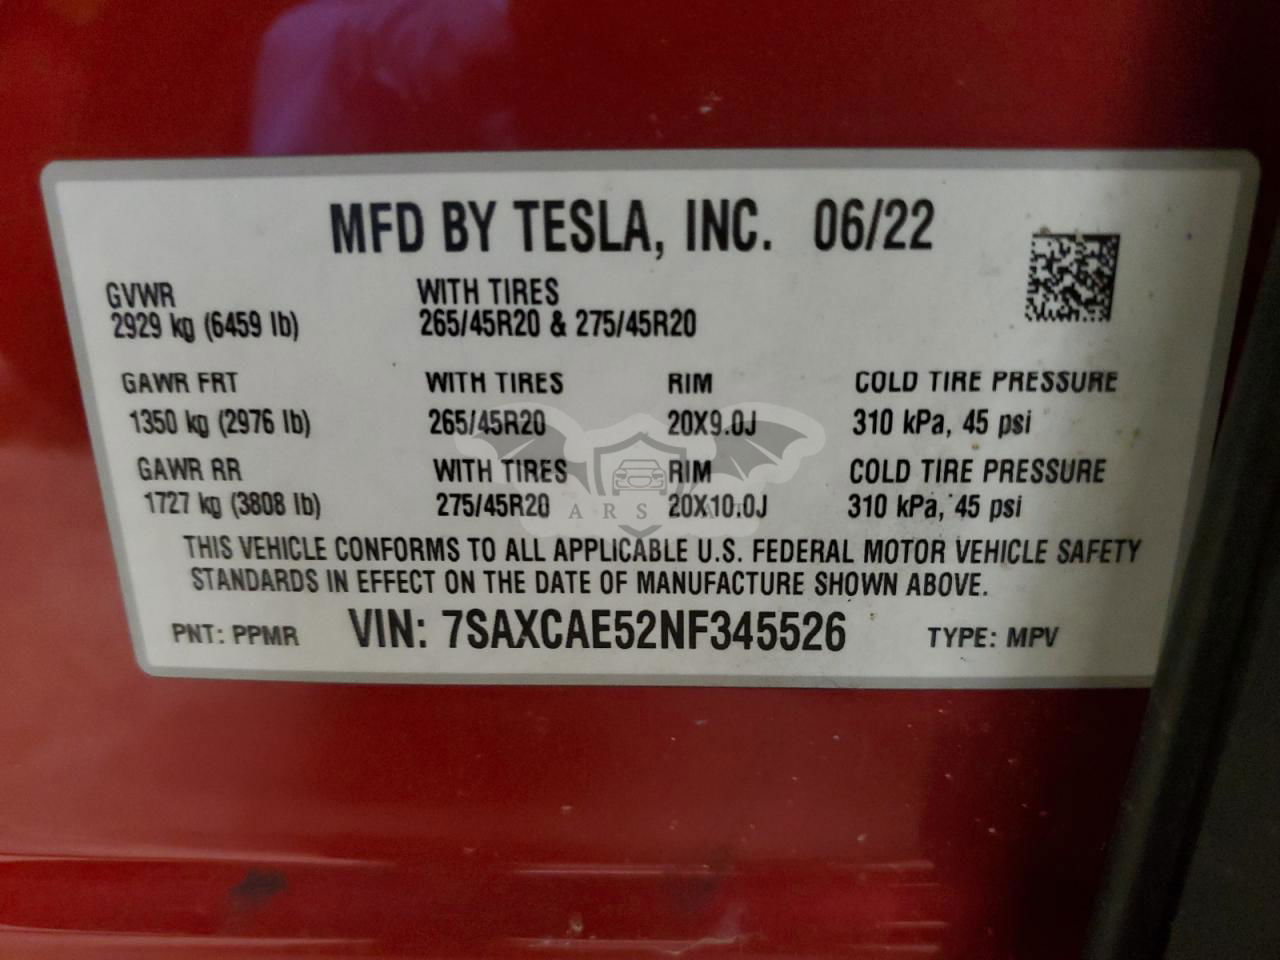 MFD BY TESLA, INC. 06/22
GVWR WITH TIRES
2929 kg (6459 lb) 265/45R20 & 275/45R20
GAWR FRT WITH TIRES RIM COLD TIRE PRESSURE
1350 kg (2976 lb) 265/45R20 20X9.0J 310 kPa, 45 psi
GAWR RR WITH TIRES RIM COLD TIRE PRESSURE
1727 kg (3808 lb) 275/45R20 20X10.0J 310 kPa, 45 psi
THIS VEHICLE CONFORMS TO ALL APPLICABLE U.S. FEDERAL MOTOR VEHICLE SAFETY
STANDARDS IN EFFECT ON THE DATE OF MANUFACTURE SHOWN ABOVE.
PNT: PPMR VIN: 7SAXCAE52NF345526 TYPE: MPV